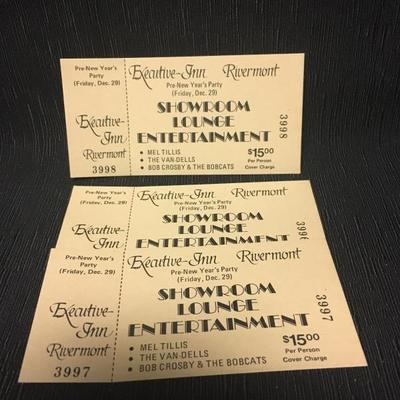 Pre-New Year's
Party
(Friday, Dec. 29)
Executive-Inn
Rivermont
3998
Executive-Inn Rivermont
Pre-New Year's Party
(Friday, Dec. 29)
SHOWROOM
LOUNGE
ENTERTAINMENT
• MEL TILLIS
• THE VAN-DELLS
• BOB CROSBY & THE BOBCATS
$15.00
Per Person
Cover Charge
3998
Pre-New Year's
Party
(Friday, Dec. 29)
Executive-Inn Rivermont
Pre-New Year's Party
(Friday, Dec. 29)
SHOWROOM
LOUNGE
ENTERTAINMENT
3996
Pre-New Year's
Party
(Friday, Dec. 29)
Executive-
Inn
Rivermont
3997
Executive-Inn Rivermont
Pre-New Year's Party
(Friday, Dec. 29)
SHOWROOM
LOUNGE
ENTERTAINMENT
• MEL TILLIS
• THE VAN-DELLS
• BOB CROSBY & THE BOBCATS
$15.00
Per Person
Cover Charge
3997